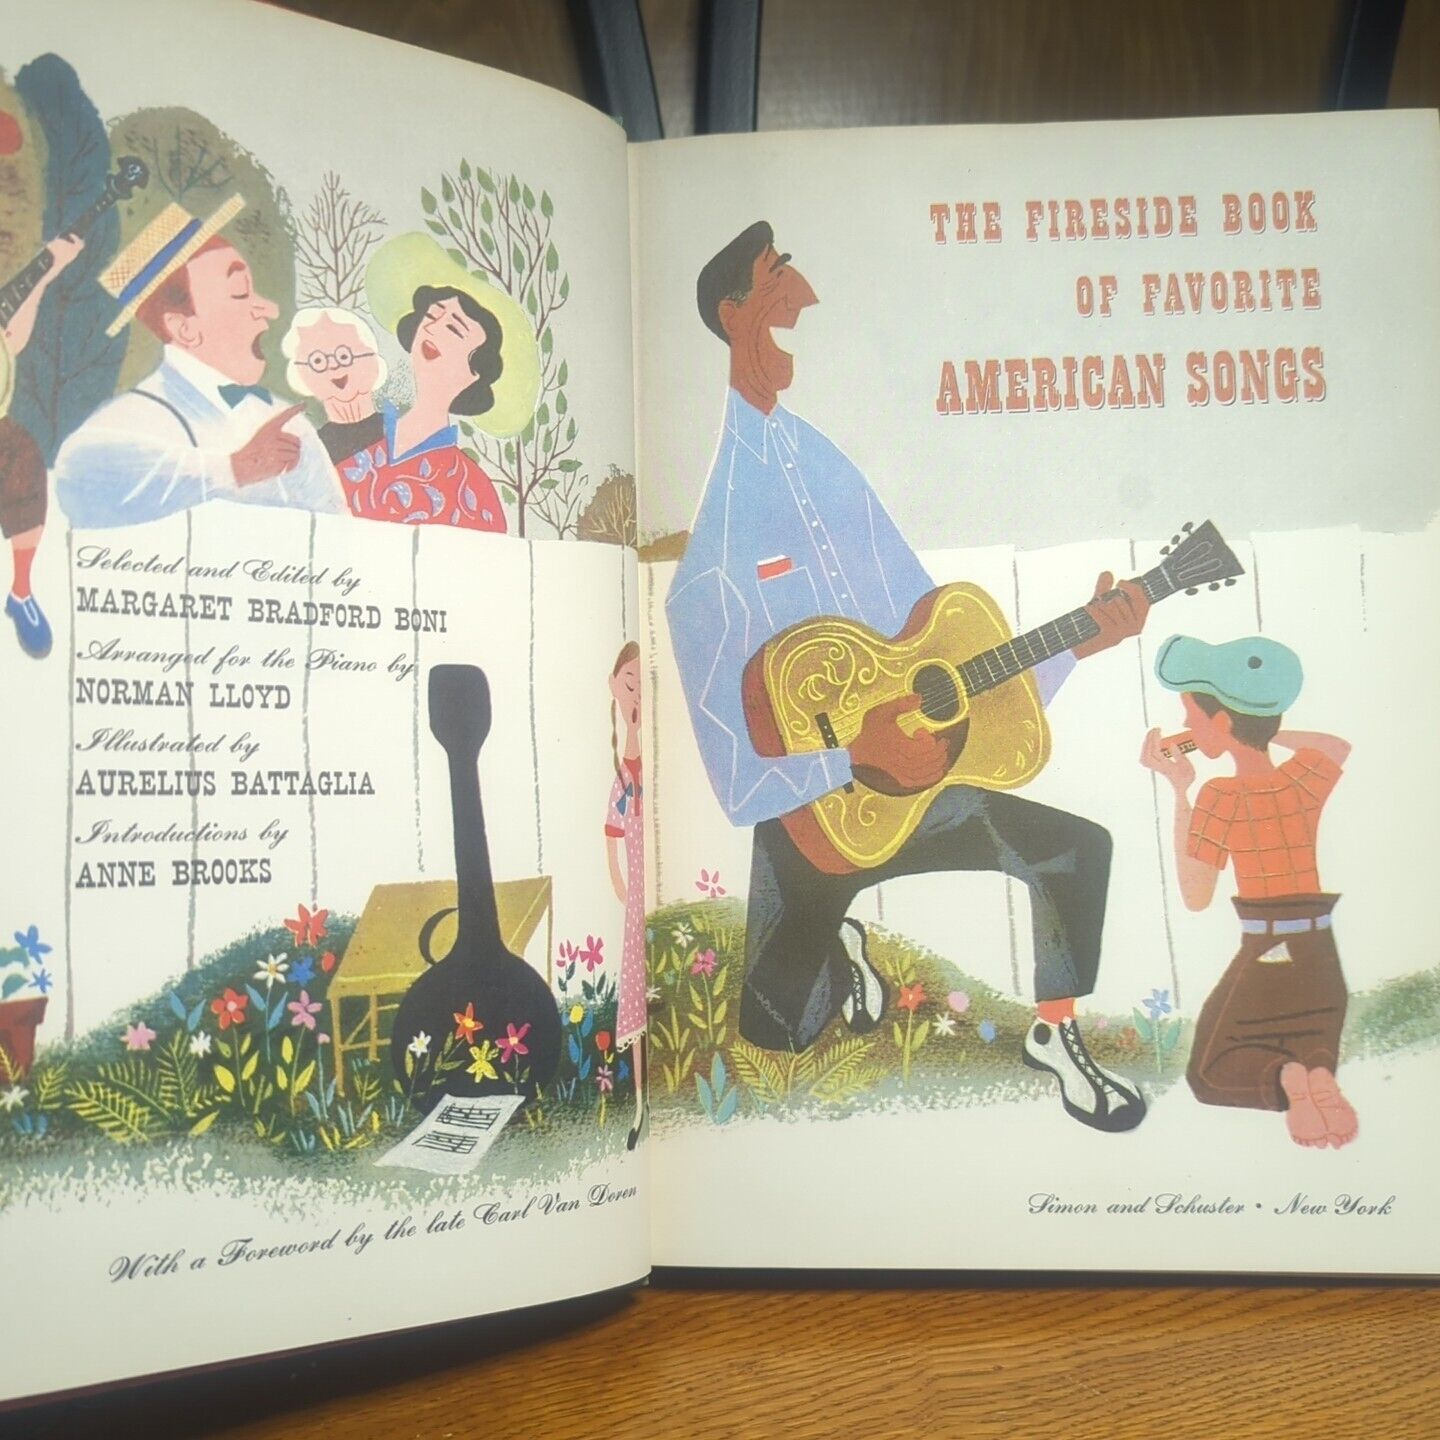 Selected and Edited by
MARGARET BRADFORD BONI
Arranged for the Piano by
NORMAN LLOYD
Illustrated by
AURELIUS BATTAGLIA
Introductions by
ANNE BROOKS
With a Foreword by the late Carl Van Doren
THE FIRESIDE BOOK
OF FAVORITE
AMERICAN SONGS
Simon and Schuster • New York